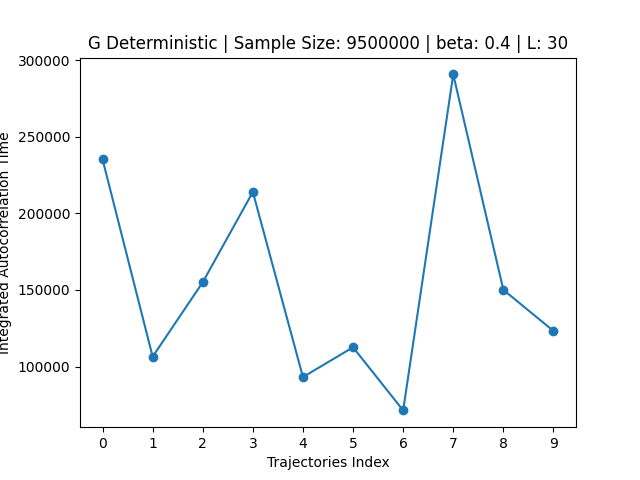 G Deterministic | Sample Size: 9500000 | beta: 0.4 | L: 30
300000
250000
200000
150000
100000
Integrated Autocorrelation Time
0 1 2 3 4 5 6 7 8 9
Trajectories Index